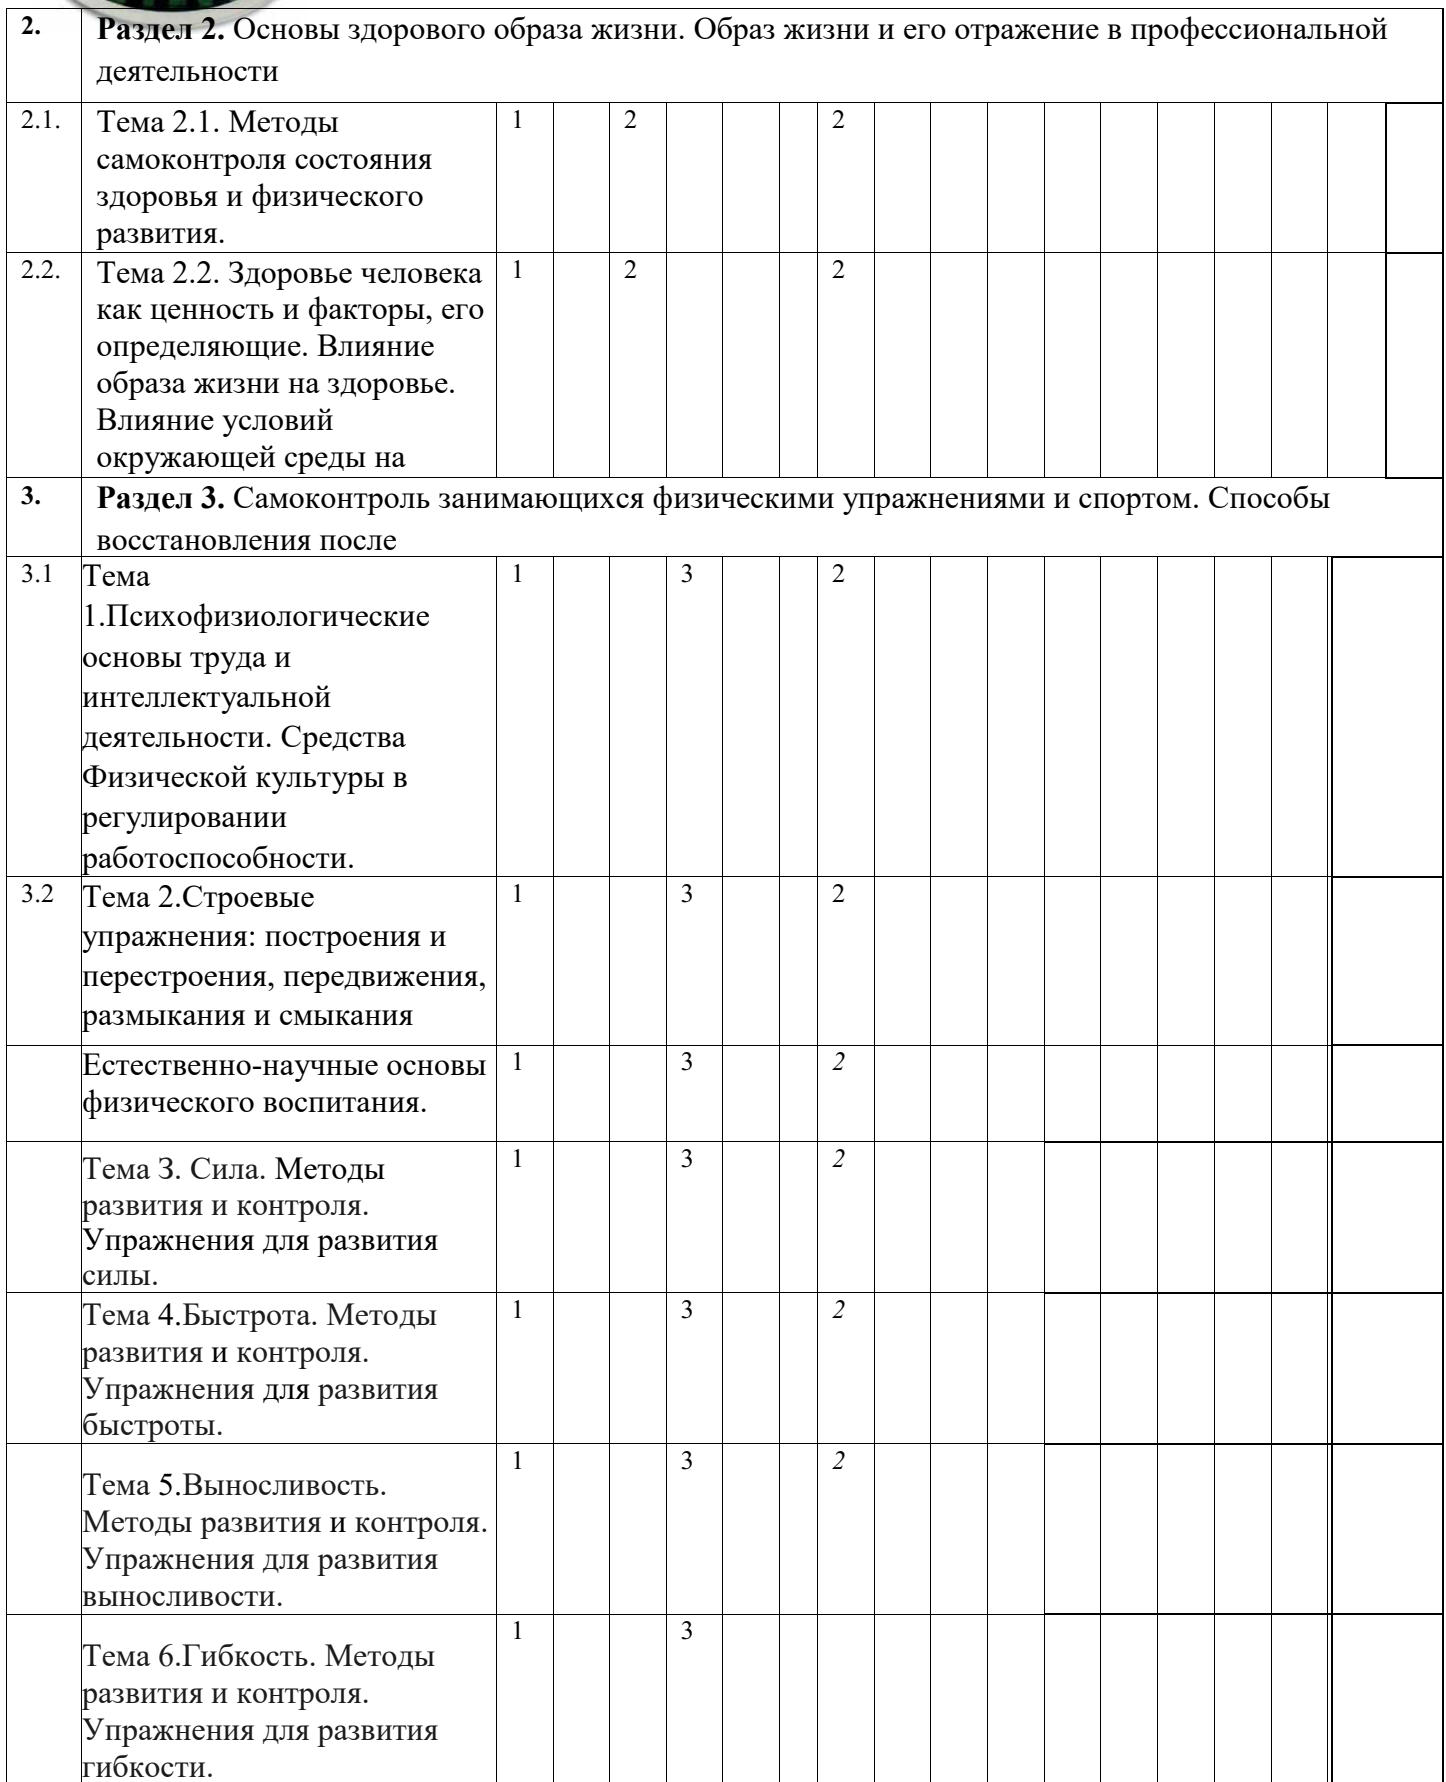 2. Раздел 2. Основы здорового образа жизни. Образ жизни и его отражение в профессиональной
деятельности
2.1. Тема 2.1. Методы 1 2 2
самоконтроля состояния
здоровья и физического
развития.
2.2. Тема 2.2. Здоровье человека 1 2 2
как ценность и факторы, его
определяющие. Влияние
образа жизни на здоровье.
Влияние условий
окружающей среды на
3. Раздел 3. Самоконтроль занимающихся физическими упражнениями и спортом. Способы
восстановления после
3.1 Тема 1 3 2
1.Психофизиологические
основы труда и
интеллектуальной
деятельности. Средства
Физической культуры в
регулировании
работоспособности.
3.2 Тема 2.Строевые 1 3 2
упражнения: построения и
перестроения, передвижения,
размыкания и смыкания
Естественно-научные основы 1 3 2
физического воспитания.
Тема 3. Сила. Методы 1 3 2
развития и контроля.
Упражнения для развития
силы.
Тема 4.Быстрота. Методы 1 3 2
развития и контроля.
Упражнения для развития
быстроты.
Тема 5.Выносливость. 1 3 2
Методы развития и контроля.
Упражнения для развития
выносливости.
Тема 6.Гибкость. Методы 1 3
развития и контроля.
Упражнения для развития
гибкости.